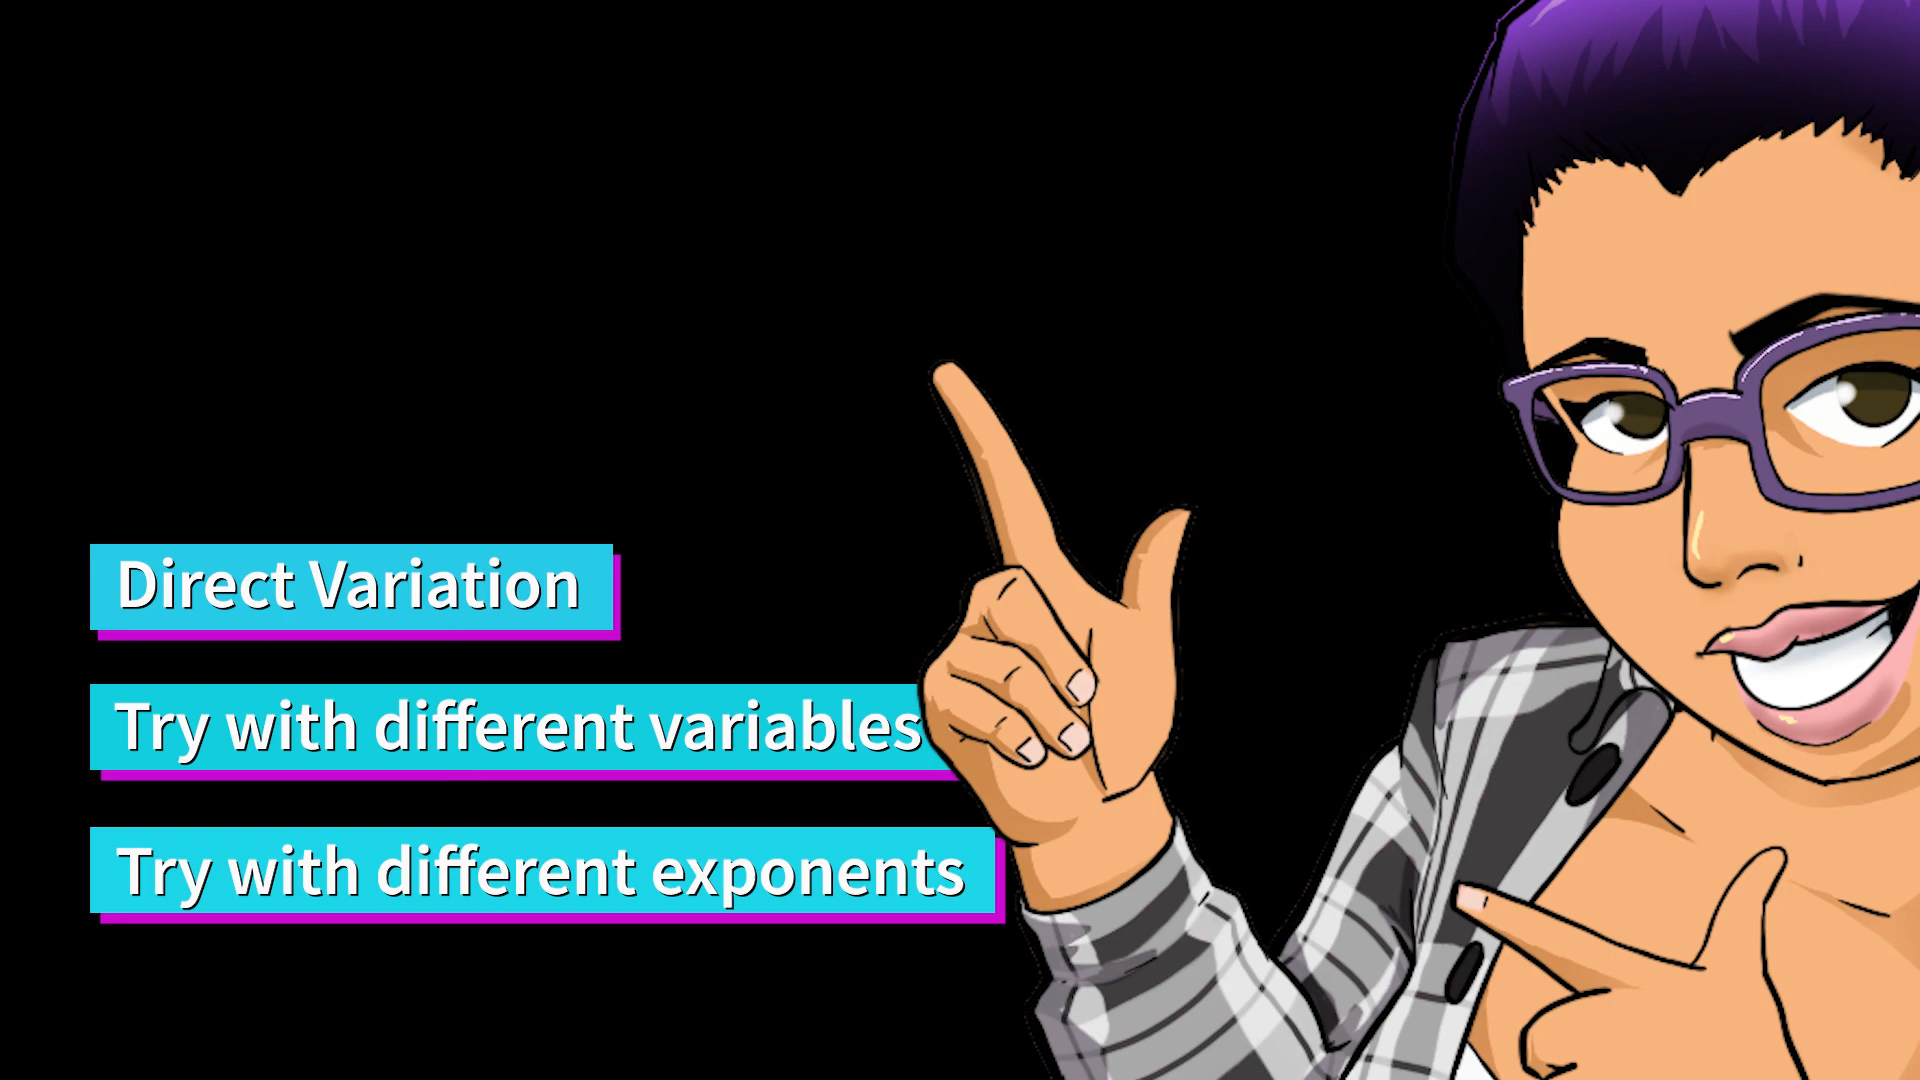 Direct Variation
Try with different variables
Try with different exponents